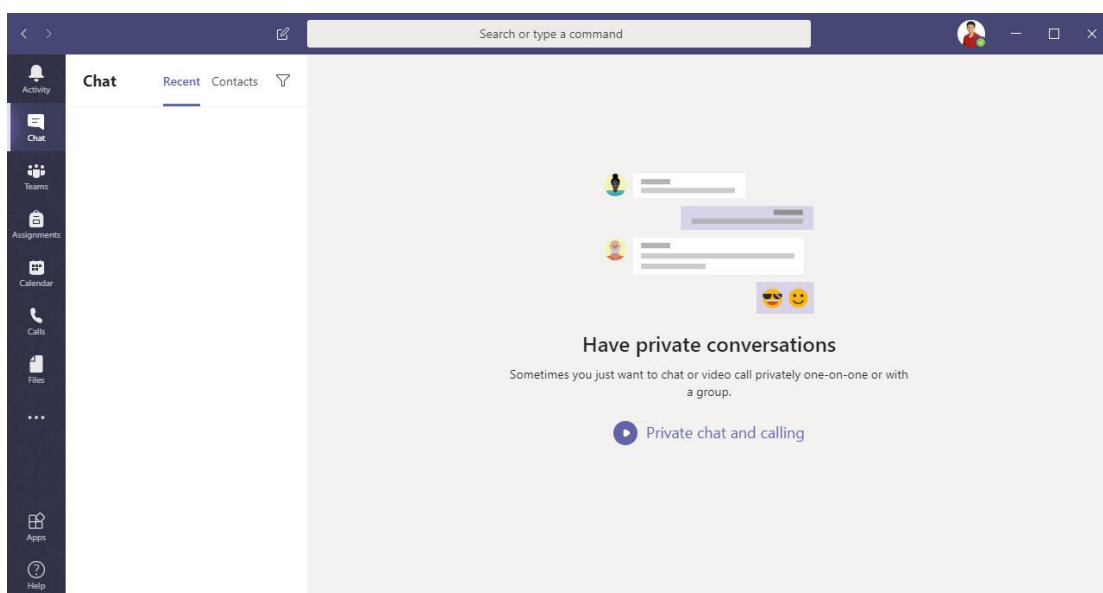 Search or type a command
Activity
Chat
Teams
Assignments
Calendar
Calls
Files
Apps
Help
Chat Recent Contacts
Have private conversations
Sometimes you just want to chat or video call privately one-on-one or with
a group.
Private chat and calling